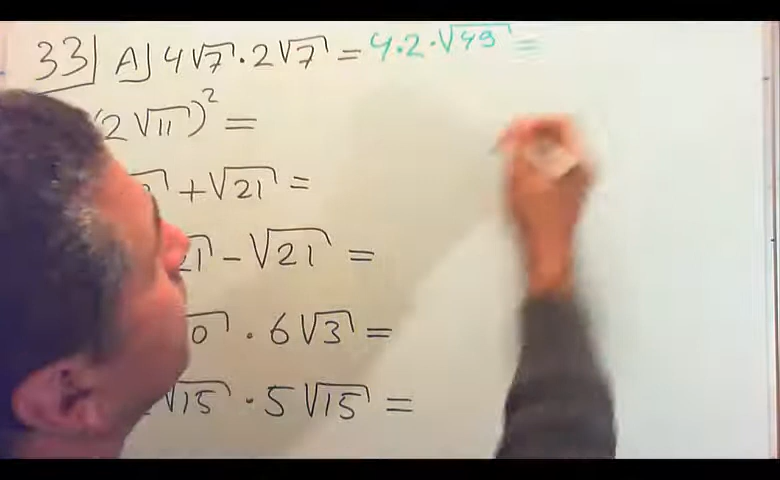 33) A) 4√7 · 2√7 = 4·2·√49 =
2√11)² =
+√21 =
21 - √21 =
0 · 6√3 =
√15 · 5√15 =